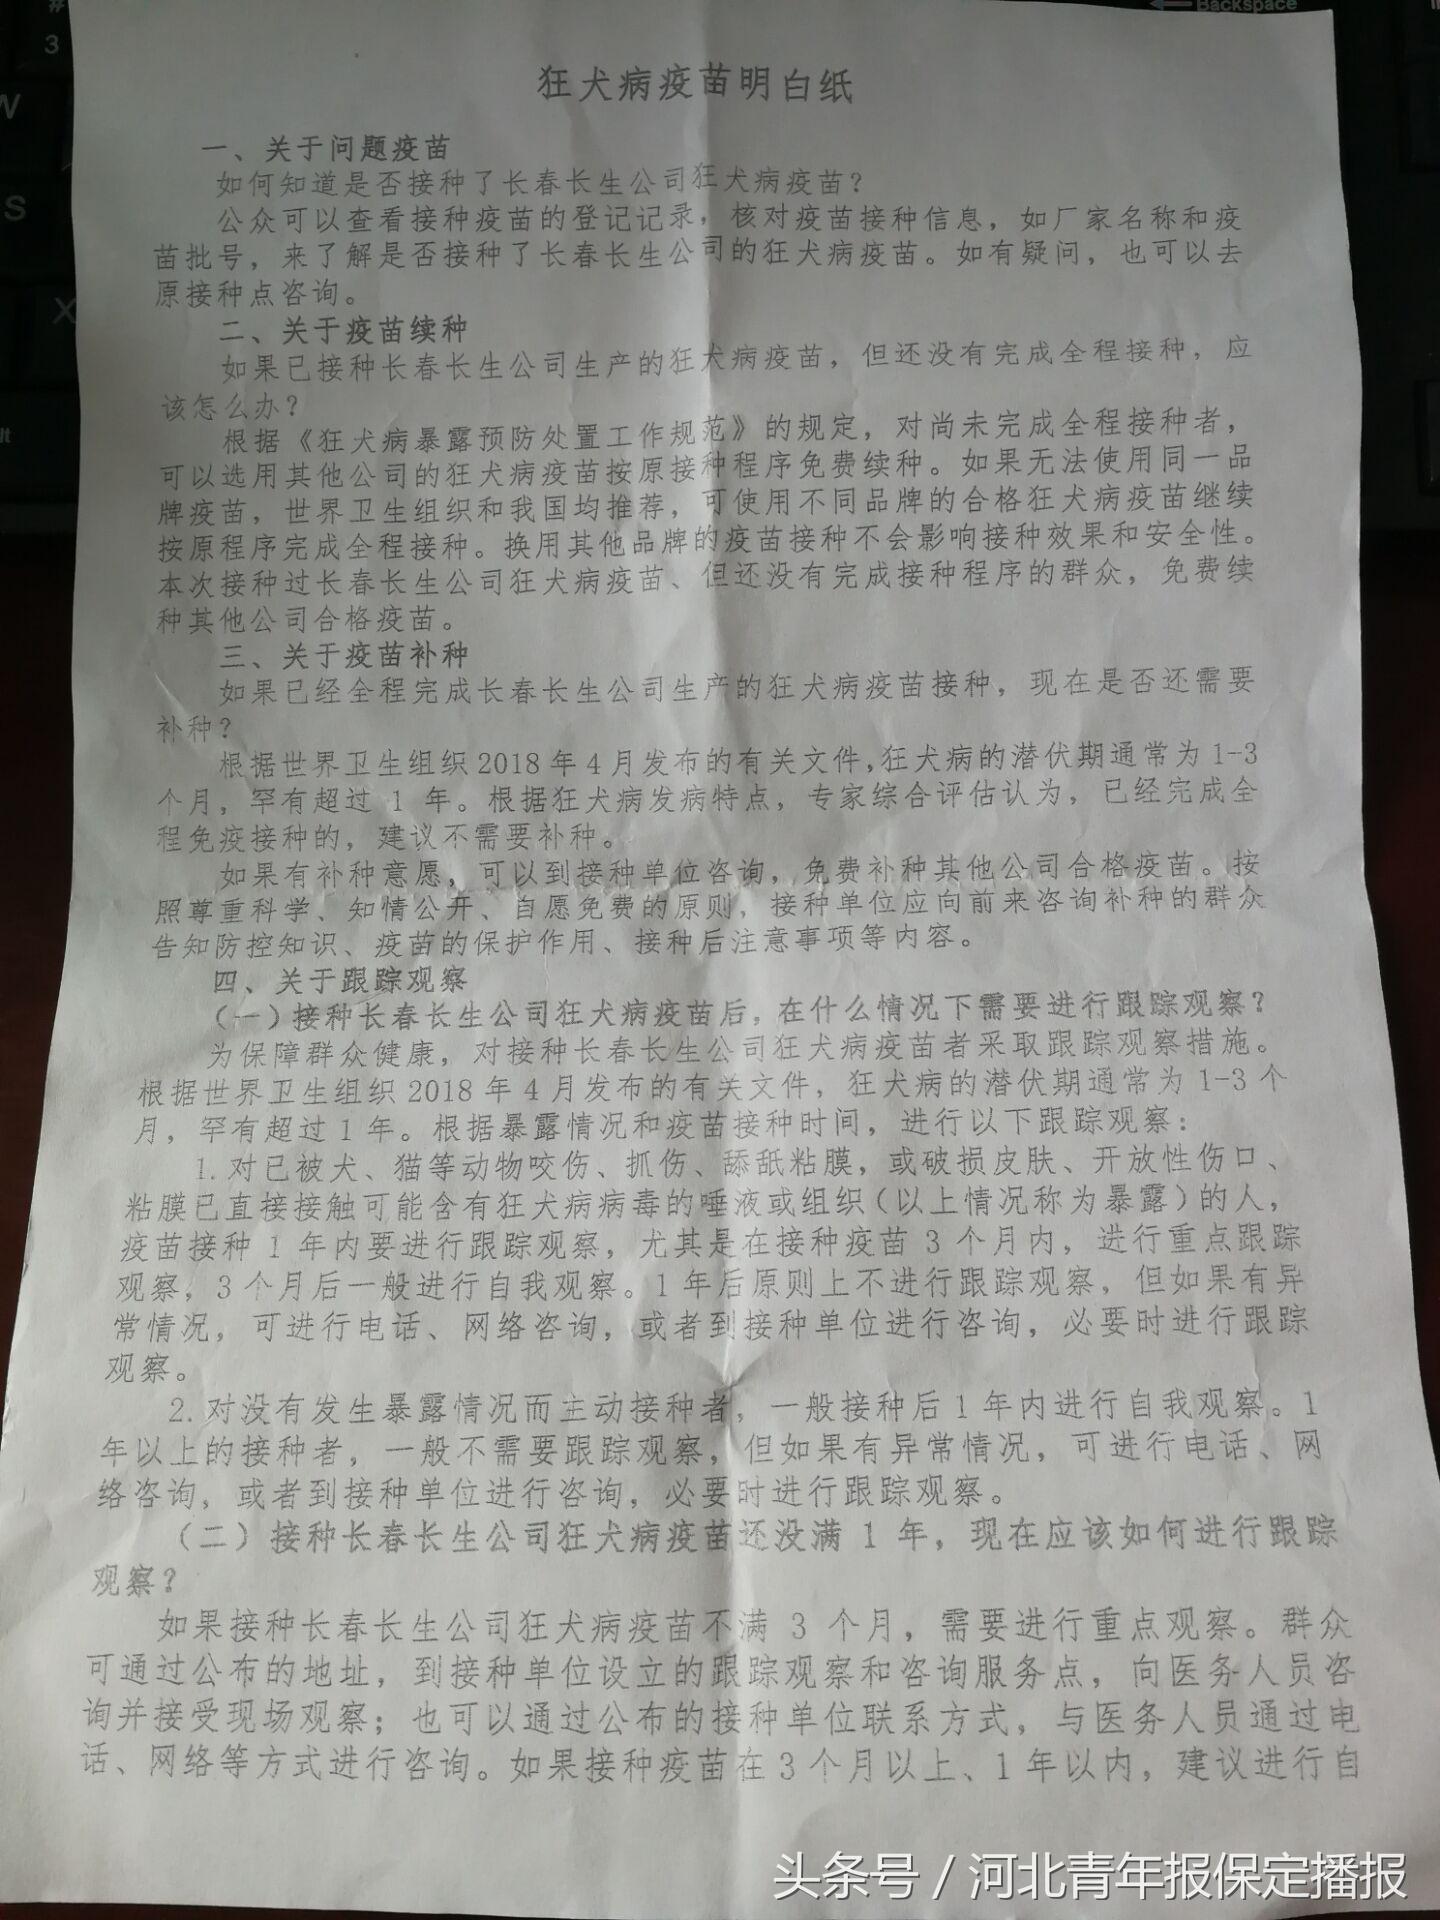 #
3
Backspace
W
S
X
狂犬病疫苗明白纸
一、关于问题疫苗
如何知道是否接种了长春长生公司狂犬病疫苗？
公众可以查看接种疫苗的登记记录，核对疫苗接种信息，如厂家名称和疫
苗批号，来了解是否接种了长春长生公司的狂犬病疫苗。如有疑问，也可以去
原接种点咨询。
二、关于疫苗续种
如果已接种长春长生公司生产的狂犬病疫苗，但还没有完成全程接种，应
该怎么办？
根据《狂犬病暴露预防处置工作规范》的规定，对尚未完成全程接种者，
可以选用其他公司的狂犬病疫苗按原接种程序免费续种。如果无法使用同一品
牌疫苗，世界卫生组织和我国均推荐，可使用不同品牌的合格狂犬病疫苗继续
按原程序完成全程接种。换用其他品牌的疫苗接种不会影响接种效果和安全性。
本次接种过长春长生公司狂犬病疫苗、但还没有完成接种程序的群众，免费续
种其他公司合格疫苗。
三、关于疫苗补种
如果已经全程完成长春长生公司生产的狂犬病疫苗接种，现在是否还需要
补种？
根据世界卫生组织 2018 年 4 月发布的有关文件,狂犬病的潜伏期通常为 1-3
个月，罕有超过 1 年。根据狂犬病发病特点，专家综合评估认为，已经完成全
程免疫接种的，建议不需要补种。
如果有补种意愿，可以到接种单位咨询，免费补种其他公司合格疫苗。按
照尊重科学、知情公开、自愿免费的原则，接种单位应向前来咨询补种的群众
告知防控知识、疫苗的保护作用、接种后注意事项等内容。
四、关于跟踪观察
（一）接种长春长生公司狂犬病疫苗后，在什么情况下需要进行跟踪观察？
为保障群众健康，对接种长春长生公司狂犬病疫苗者采取跟踪观察措施。
根据世界卫生组织 2018 年 4 月发布的有关文件，狂犬病的潜伏期通常为 1-3 个
月，罕有超过 1 年。根据暴露情况和疫苗接种时间，进行以下跟踪观察：
1.对已被犬、猫等动物咬伤、抓伤、舔舐粘膜，或破损皮肤、开放性伤口、
粘膜已直接接触可能含有狂犬病病毒的唾液或组织（以上情况称为暴露）的人，
疫苗接种 1 年内要进行跟踪观察，尤其是在接种疫苗 3 个月内，进行重点跟踪
观察，3 个月后一般进行自我观察。1 年后原则上不进行跟踪观察，但如果有异
常情况，可进行电话、网络咨询，或者到接种单位进行咨询，必要时进行跟踪
观察。
2.对没有发生暴露情况而主动接种者，一般接种后 1 年内进行自我观察。1
年以上的接种者，一般不需要跟踪观察，但如果有异常情况，可进行电话、网
络咨询，或者到接种单位进行咨询，必要时进行跟踪观察。
（二）接种长春长生公司狂犬病疫苗还没满 1 年，现在应该如何进行跟踪
观察？
如果接种长春长生公司狂犬病疫苗不满 3 个月，需要进行重点观察。群众
可通过公布的地址，到接种单位设立的跟踪观察和咨询服务点，向医务人员咨
询并接受现场观察；也可以通过公布的接种单位联系方式，与医务人员通过电
话、网络等方式进行咨询。如果接种疫苗在 3 个月以上、1 年以内，建议进行自
头条号 / 河北青年报保定播报